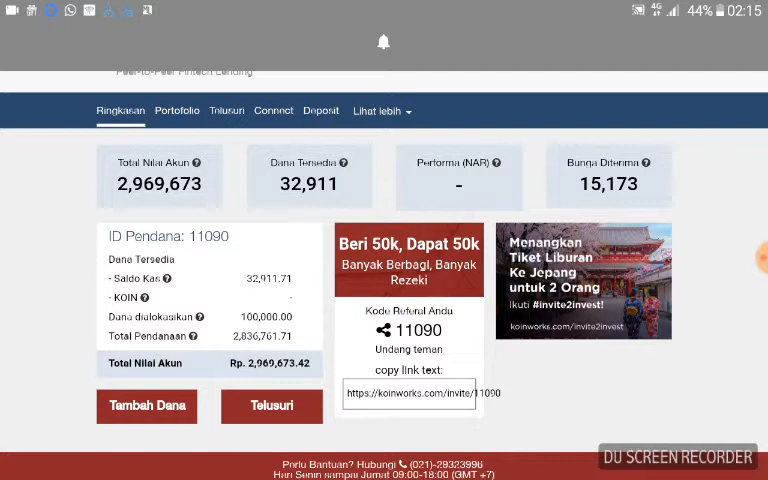 4G 44% 02:15
Peer-to-Peer Fintech Lending
Ringkasan Portofolio Telusuri Connect Deposit Lihat lebih
Total Nilai Akun
2,969,673
Dana Tersedia
32,911
Performa (NAR)
-
Bunga Diterima
15,173
ID Pendana: 11090
Dana Tersedia
- Saldo Kas 32,911.71
- KOIN -
Dana dialokasikan 100,000.00
Total Pendanaan 2,836,761.71
Total Nilai Akun Rp. 2,969,673.42
Tambah Dana
Telusuri
Beri 50k, Dapat 50k
Banyak Berbagi, Banyak
Rezeki
Kode Referal Anda
11090
Undang teman
copy link text:
https://koinworks.com/invite/11090
Menangkan
Tiket Liburan
Ke Jepang
untuk 2 Orang
Ikuti #invite2invest!
koinworks.com/invite2invest
DU SCREEN RECORDER
Perlu Bantuan? Hubungi (021)-29323996
Hari Senin sampai Jumat 09:00-18:00 (GMT +7)